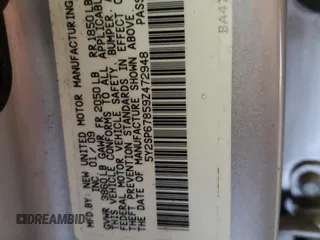 MFD BY: NEW UNITED MOTOR MANUFACTURING
INC. 01/09
GVWR 3860LB GAWR FR 2050LB RR 1850LB
THIS VEHICLE CONFORMS TO ALL APPLICABLE
FEDERAL MOTOR VEHICLE SAFETY, BUMPER, AND
THEFT PREVENTION STANDARDS IN EFFECT ON THE
DATE OF MANUFACTURE SHOWN ABOVE.
5Y2SP67859Z472948 PASS
BA47
DREAMBID